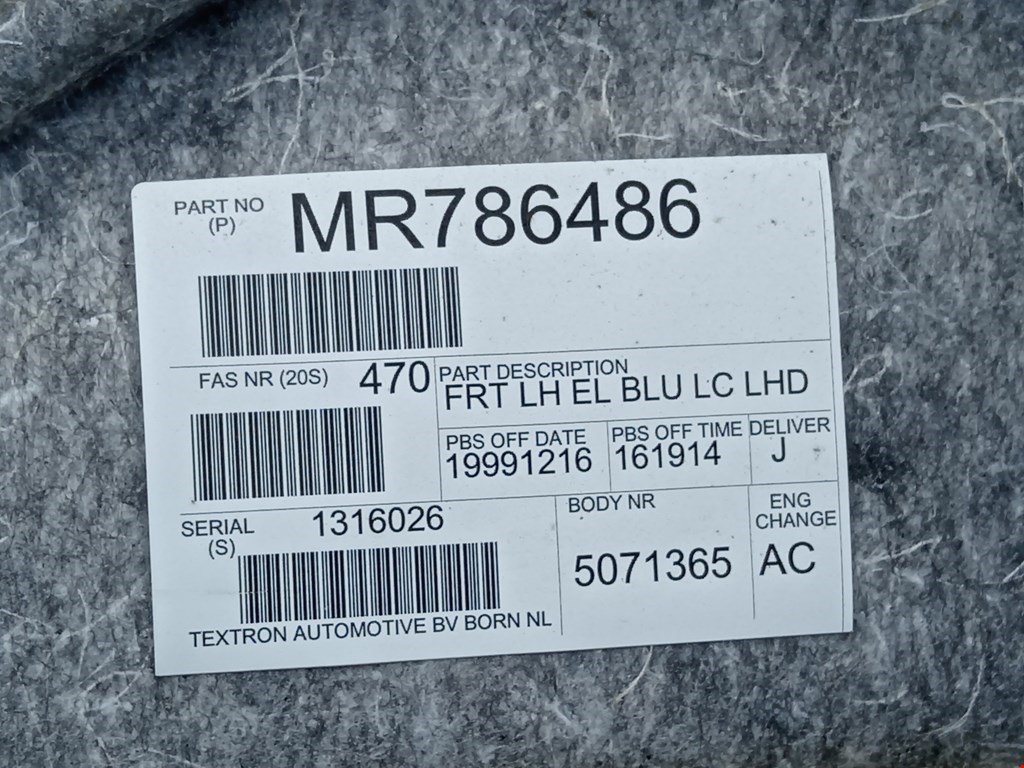 PART NO
(P)
MR786486
FAS NR (20S) 470
PART DESCRIPTION
FRT LH EL BLU LC LHD
PBS OFF DATE
19991216
PBS OFF TIME
161914
DELIVER
J
SERIAL
(S)
1316026
BODY NR
5071365
ENG
CHANGE
AC
TEXTRON AUTOMOTIVE BV BORN NL